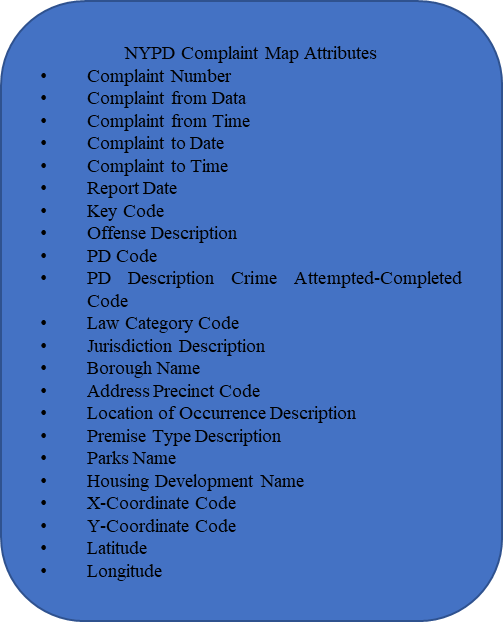 NYPD Complaint Map Attributes
• Complaint Number
• Complaint from Data
• Complaint from Time
• Complaint to Date
• Complaint to Time
• Report Date
• Key Code
• Offense Description
• PD Code
• PD Description Crime Attempted-Completed
Code
• Law Category Code
• Jurisdiction Description
• Borough Name
• Address Precinct Code
• Location of Occurrence Description
• Premise Type Description
• Parks Name
• Housing Development Name
• X-Coordinate Code
• Y-Coordinate Code
• Latitude
• Longitude